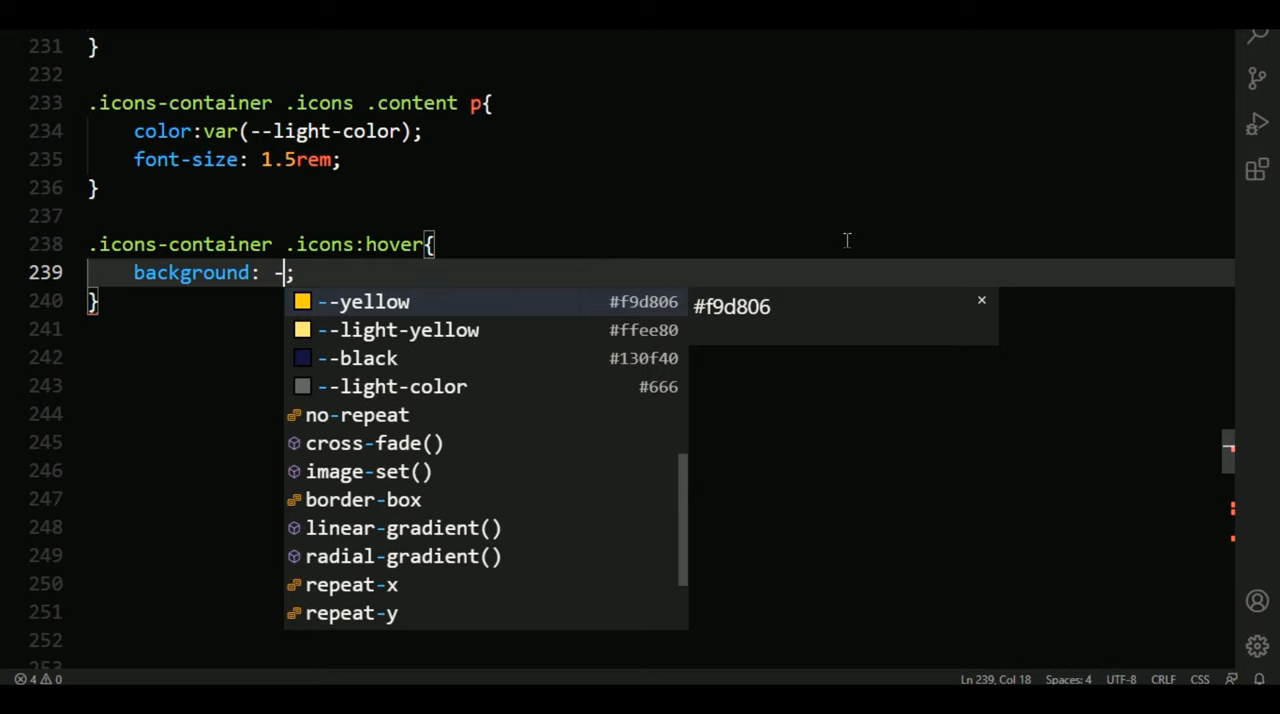 231 }
232
233 .icons-container .icons .content p{
234 color:var(--light-color);
235 font-size: 1.5rem;
236 }
237
238 .icons-container .icons:hover{
239 background: -;
240 }
--yellow #f9d806
#f9d806 ×
--light-yellow #ffee80
--black #130f40
--light-color #666
no-repeat
cross-fade()
image-set()
border-box
linear-gradient()
radial-gradient()
repeat-x
repeat-y
241
242
243
244
245
246
247
248
249
250
251
252
253
4 0 Ln 239, Col 18 Spaces: 4 UTF-8 CRLF CSS